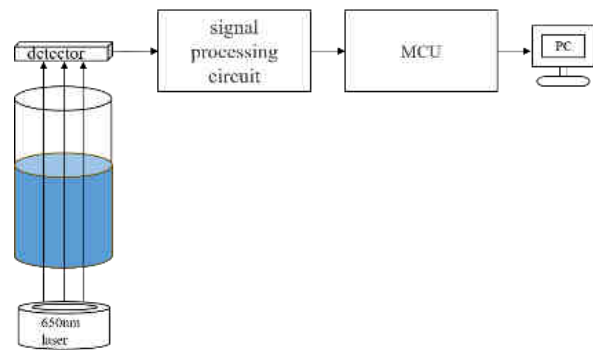 detector
signal
processing
circuit
MCU
PC
650nm
laser